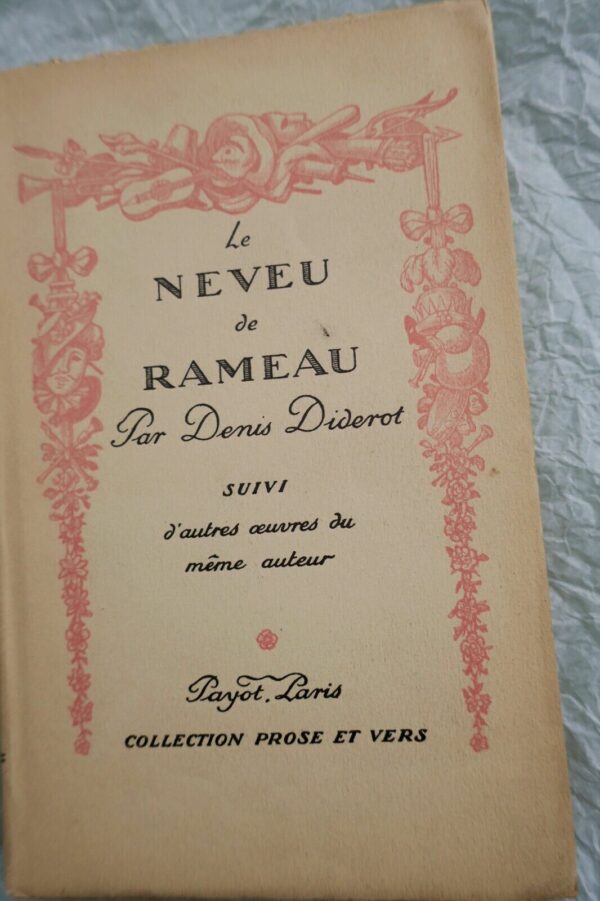 Le
NEVEU
de
RAMEAU
Par Denis Diderot
SUIVI
d'autres œuvres du
même auteur
Payot. Paris
COLLECTION PROSE ET VERS